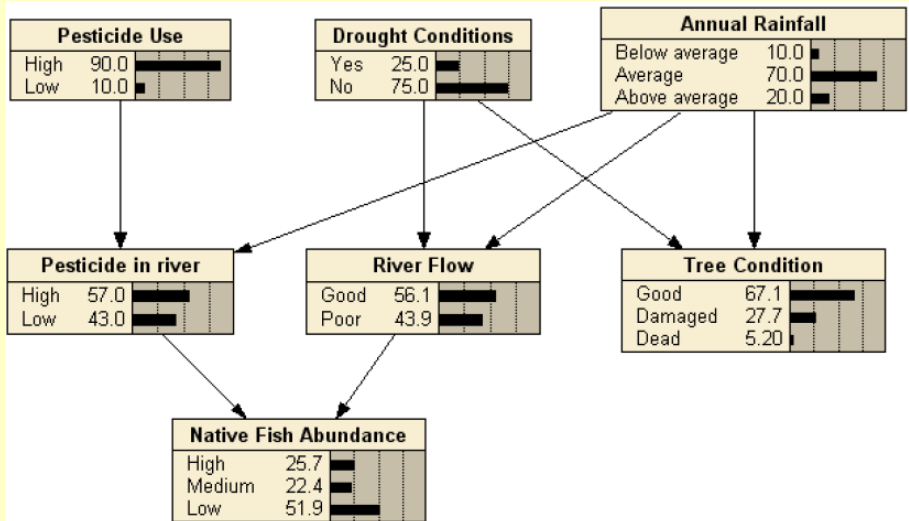 Pesticide Use
High 90.0
Low 10.0
Drought Conditions
Yes 25.0
No 75.0
Annual Rainfall
Below average 10.0
Average 70.0
Above average 20.0
Pesticide in river
High 57.0
Low 43.0
River Flow
Good 56.1
Poor 43.9
Tree Condition
Good 67.1
Damaged 27.7
Dead 5.20
Native Fish Abundance
High 25.7
Medium 22.4
Low 51.9